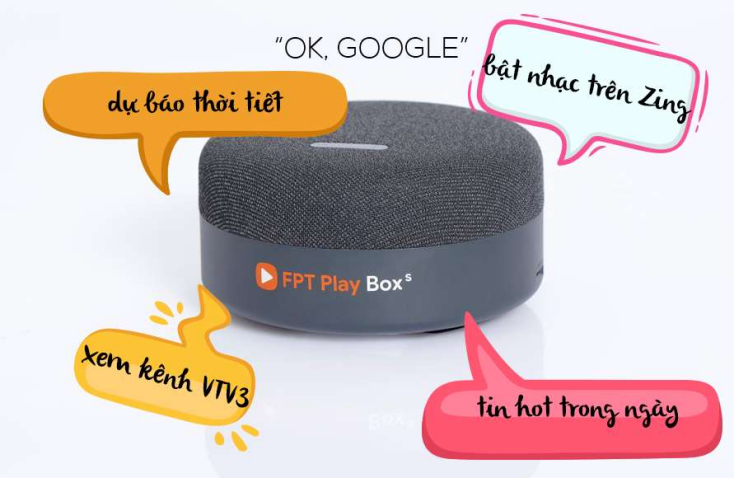 "OK, GOOGLE"
bật nhạc trên Zing
dự báo thời tiết
FPT Play Box S
xem kênh VTV3
tin hot trong ngày
Box S